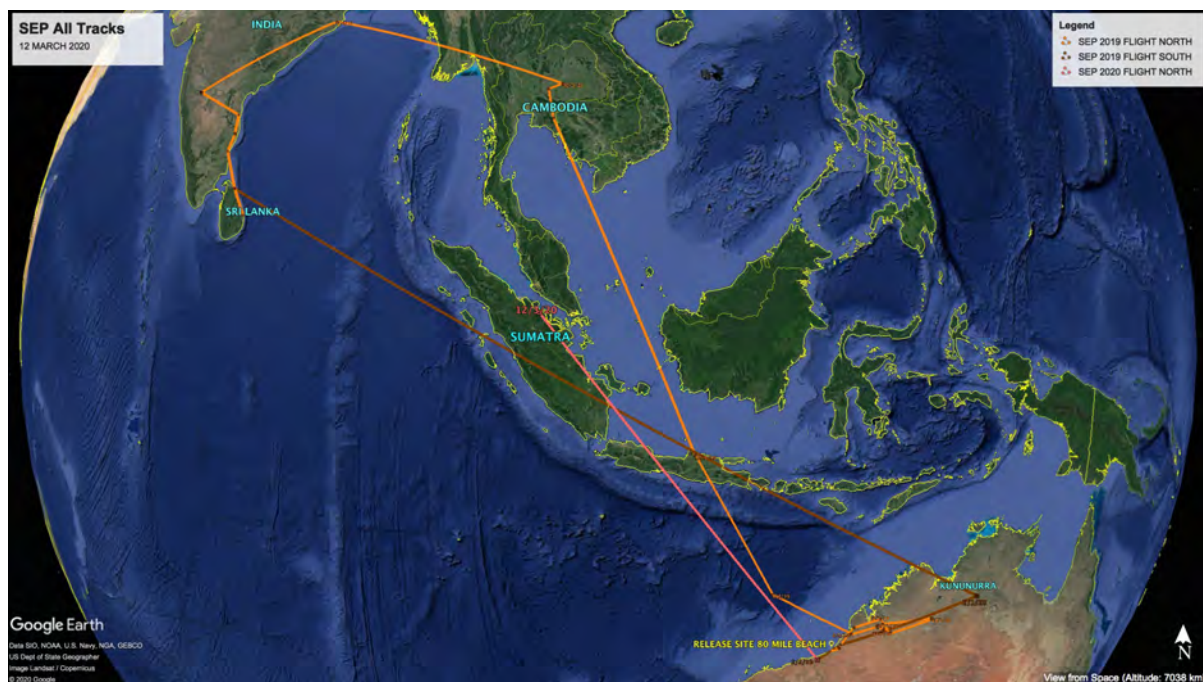 SEP All Tracks
12 MARCH 2020
Legend
SEP 2019 FLIGHT NORTH
SEP 2019 FLIGHT SOUTH
SEP 2020 FLIGHT NORTH
INDIA
CAMBODIA
SRI LANKA
SUMATRA
KUNUNURRA
RELEASE SITE 80 MILE BEACH
Google Earth
Data SIO, NOAA, U.S. Navy, NGA, GEBCO
US Dept of State Geographer
Image Landsat / Copernicus
© 2020 Google
N
View from Space (Altitude: 7038 km